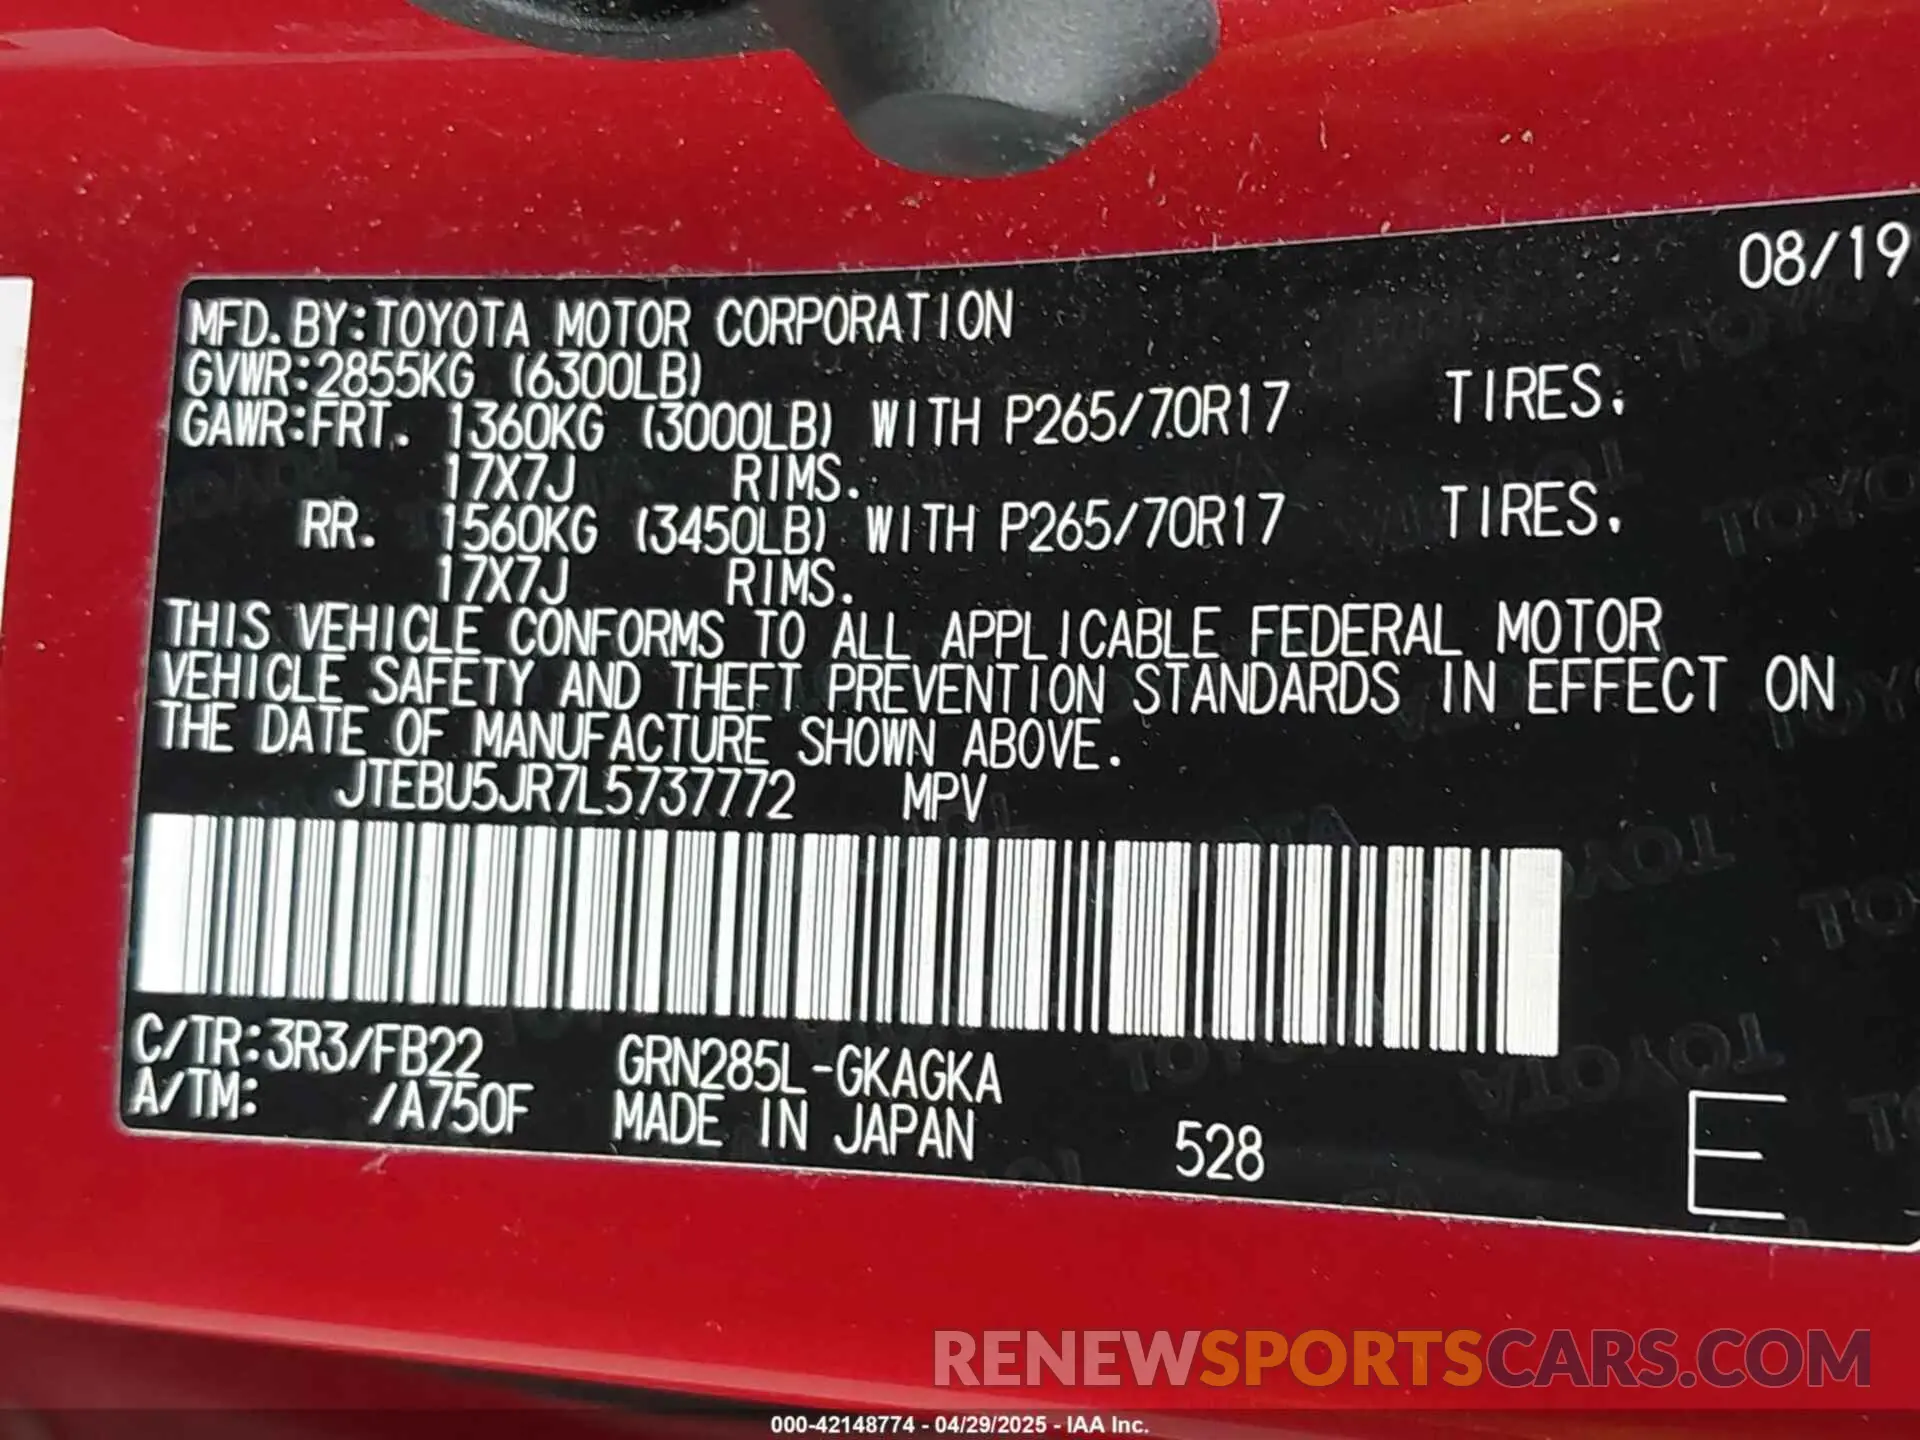 08/19
MFD. BY:TOYOTA MOTOR CORPORATION
GVWR:2855KG (6300LB)
GAWR:FRT. 1360KG (3000LB) WITH P265/70R17 TIRES,
17X7J RIMS.
RR. 1560KG (3450LB) WITH P265/70R17 TIRES,
17X7J RIMS.
THIS VEHICLE CONFORMS TO ALL APPLICABLE FEDERAL MOTOR
VEHICLE SAFETY AND THEFT PREVENTION STANDARDS IN EFFECT ON
THE DATE OF MANUFACTURE SHOWN ABOVE.
JTEBU5JR7L5737772 MPV
C/TR:3R3/FB22 GRN285L-GKAGKA
A/TM: /A750F MADE IN JAPAN 528 E
RENEWSPORTSCARS.COM
000-42148774 - 04/29/2025 - IAA Inc.